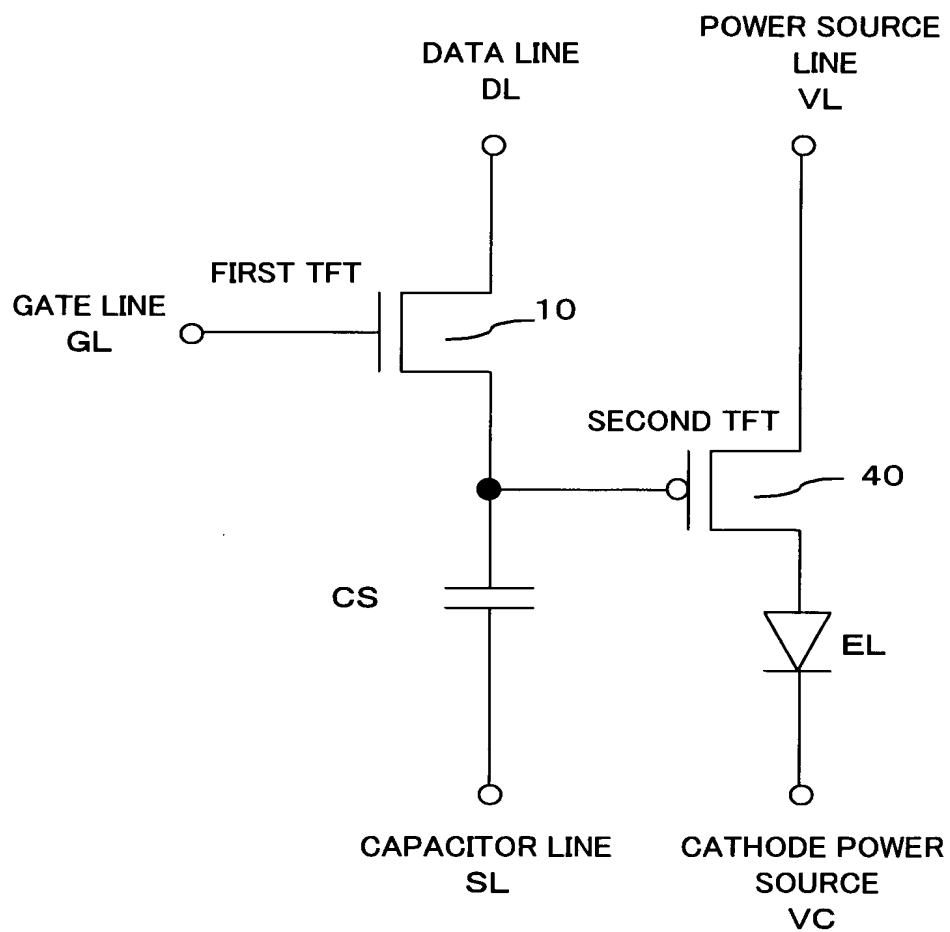 POWER SOURCE
LINE
VL
DATA LINE
DL
FIRST TFT
GATE LINE
GL
10
SECOND TFT
40
CS
EL
CAPACITOR LINE
SL
CATHODE POWER
SOURCE
VC